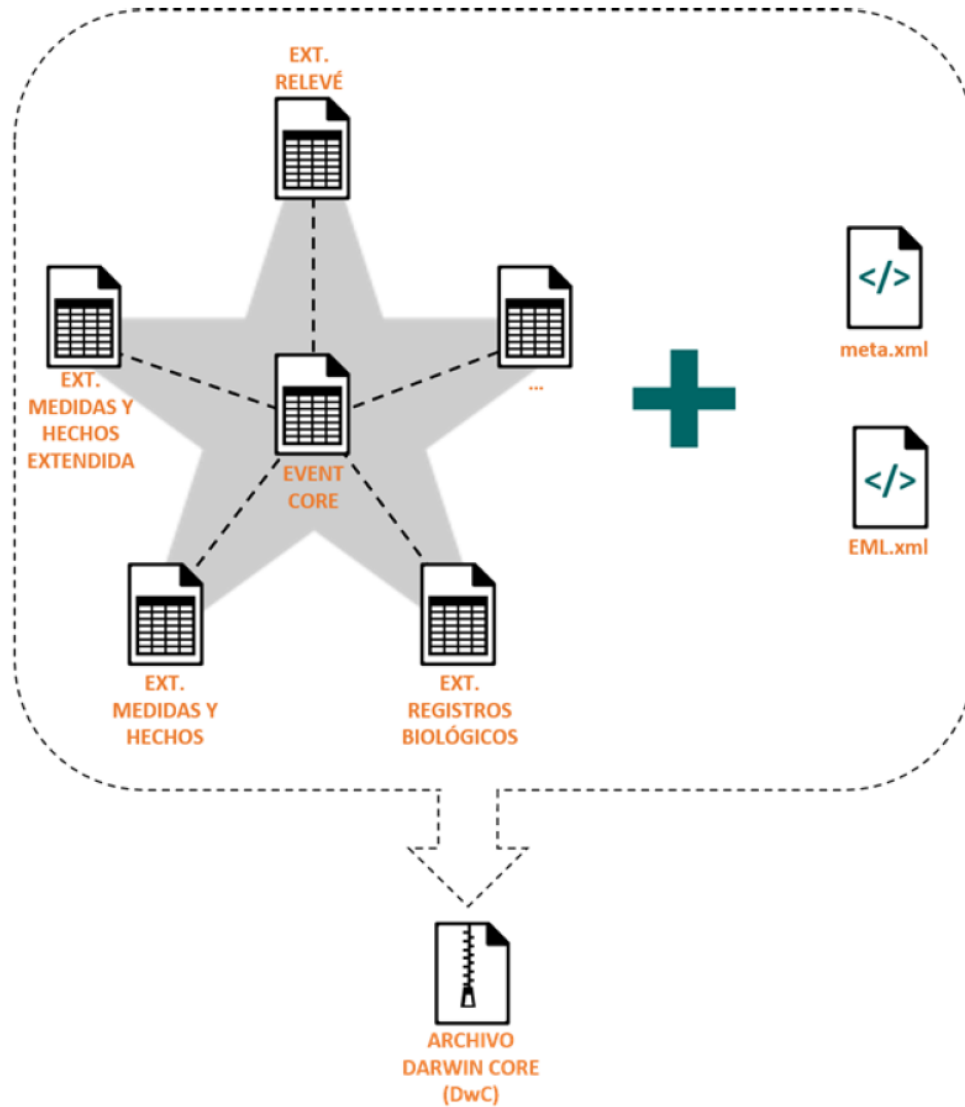 EXT.
RELEVÉ
EXT.
MEDIDAS Y
HECHOS
EXTENDIDA
...
EVENT
CORE
EXT.
MEDIDAS Y
HECHOS
EXT.
REGISTROS
BIOLÓGICOS
</>
meta.xml
</>
EML.xml
ARCHIVO
DARWIN CORE
(DwC)